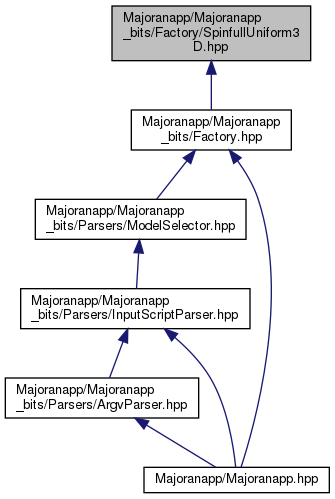 Majoranapp/Majoranapp
_bits/Factory/SpinfullUniform3
D.hpp
Majoranapp/Majoranapp
_bits/Factory.hpp
Majoranapp/Majoranapp
_bits/Parsers/ModelSelector.hpp
Majoranapp/Majoranapp
_bits/Parsers/InputScriptParser.hpp
Majoranapp/Majoranapp
_bits/Parsers/ArgvParser.hpp
Majoranapp/Majoranapp.hpp